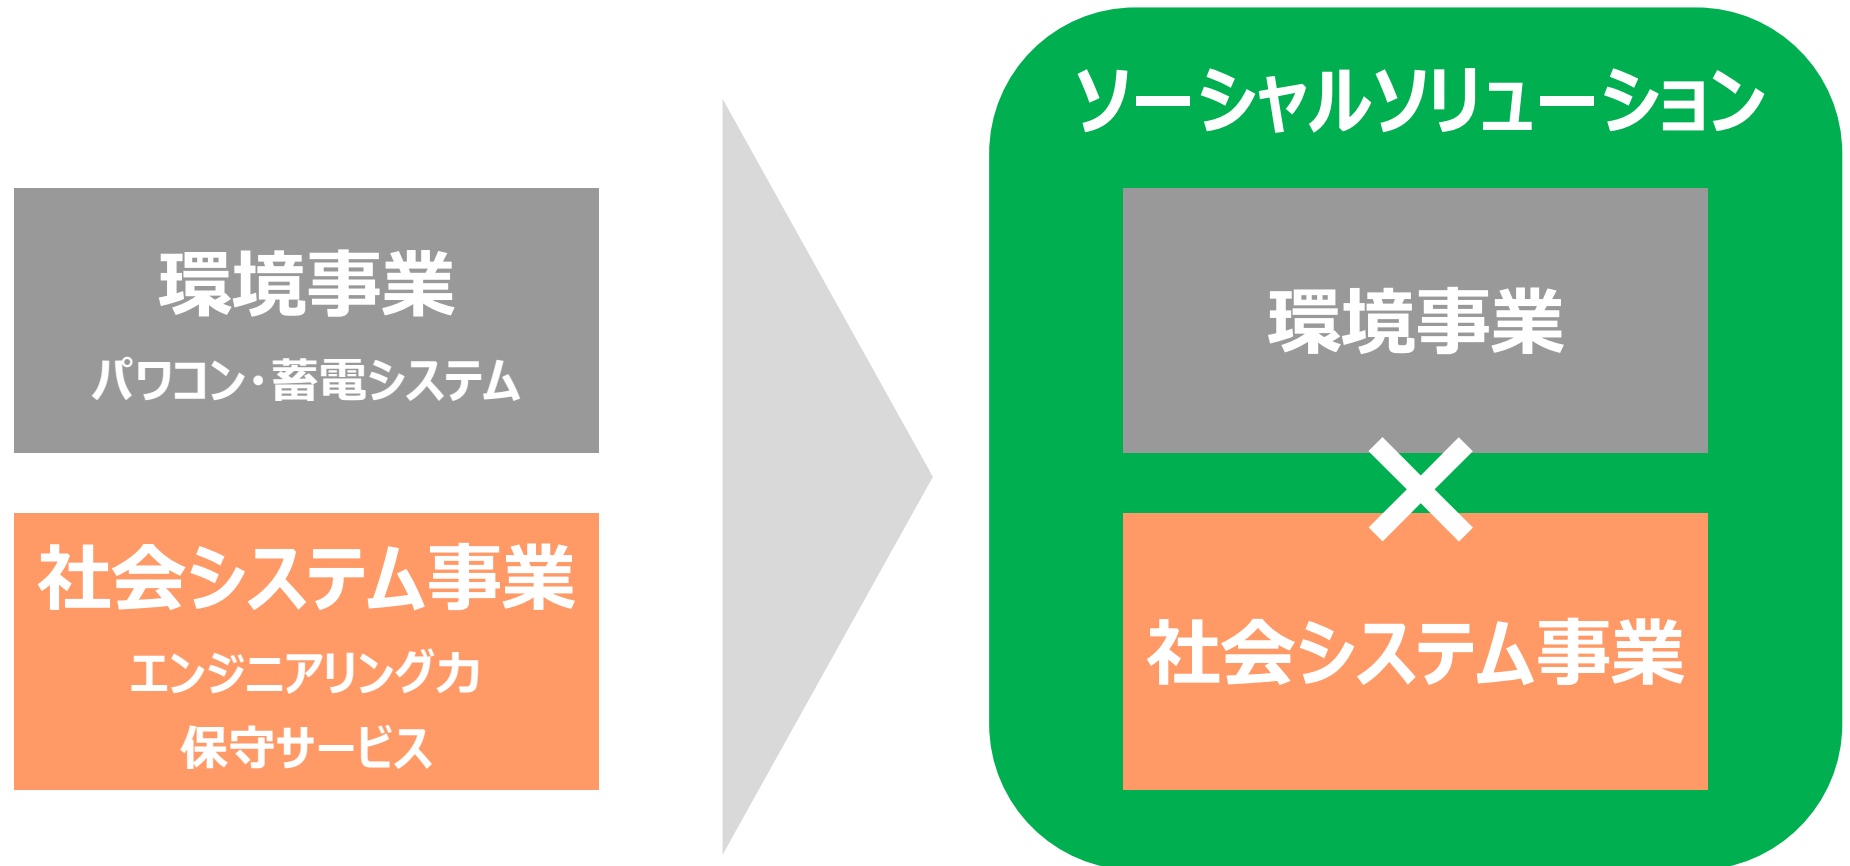 環境事業
パワコン・蓄電システム
社会システム事業
エンジニアリング力
保守サービス
ソーシャルソリューション
環境事業
×
社会システム事業